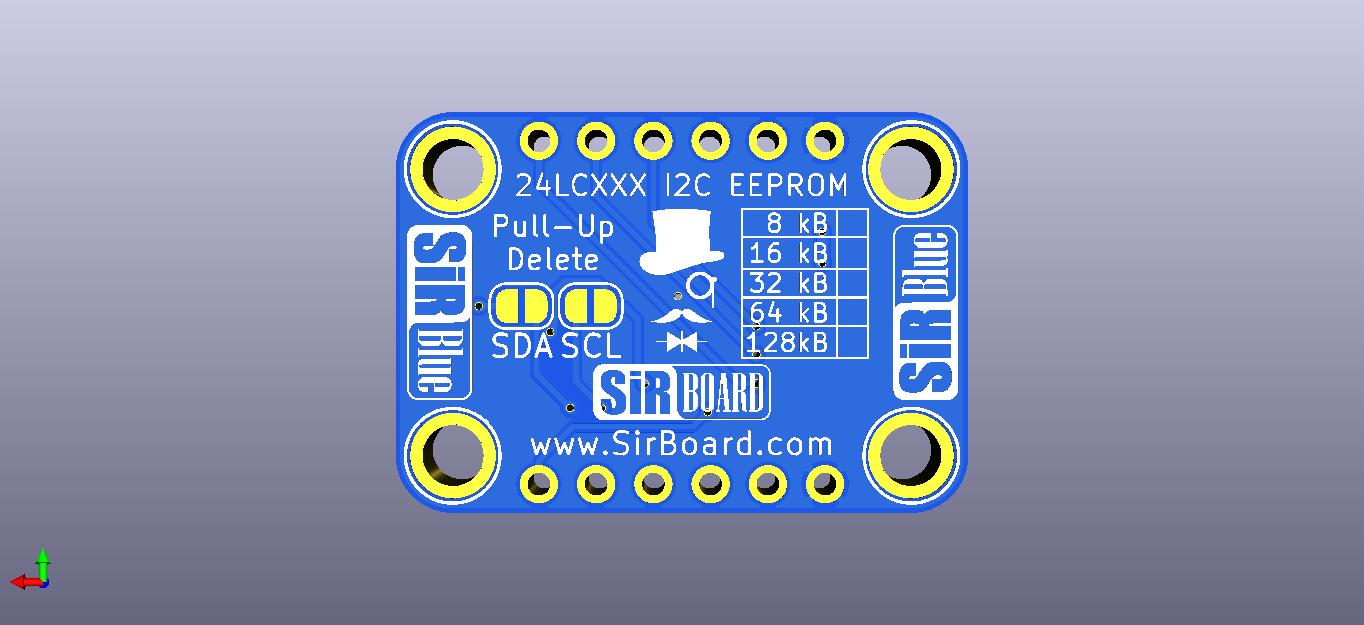 24LCXXX I2C EEPROM
Pull-Up
Delete
SDA SCL
8 kB
16 kB
32 kB
64 kB
128kB
SiR Blue
SiR Blue
SiR BOARD
www.SirBoard.com